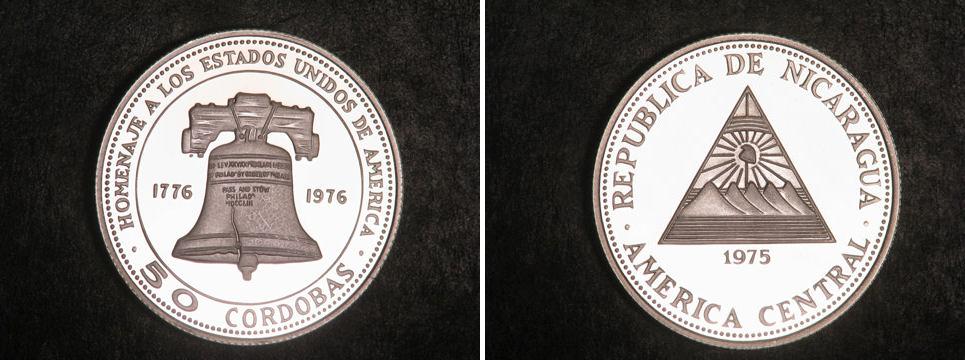 HOMENAJE A LOS ESTADOS UNIDOS DE AMERICA
1776
1976
PASS AND STOW
PHILADA
MDCCLIII
50 CORDOBAS
REPUBLICA DE NICARAGUA
1975
AMERICA CENTRAL